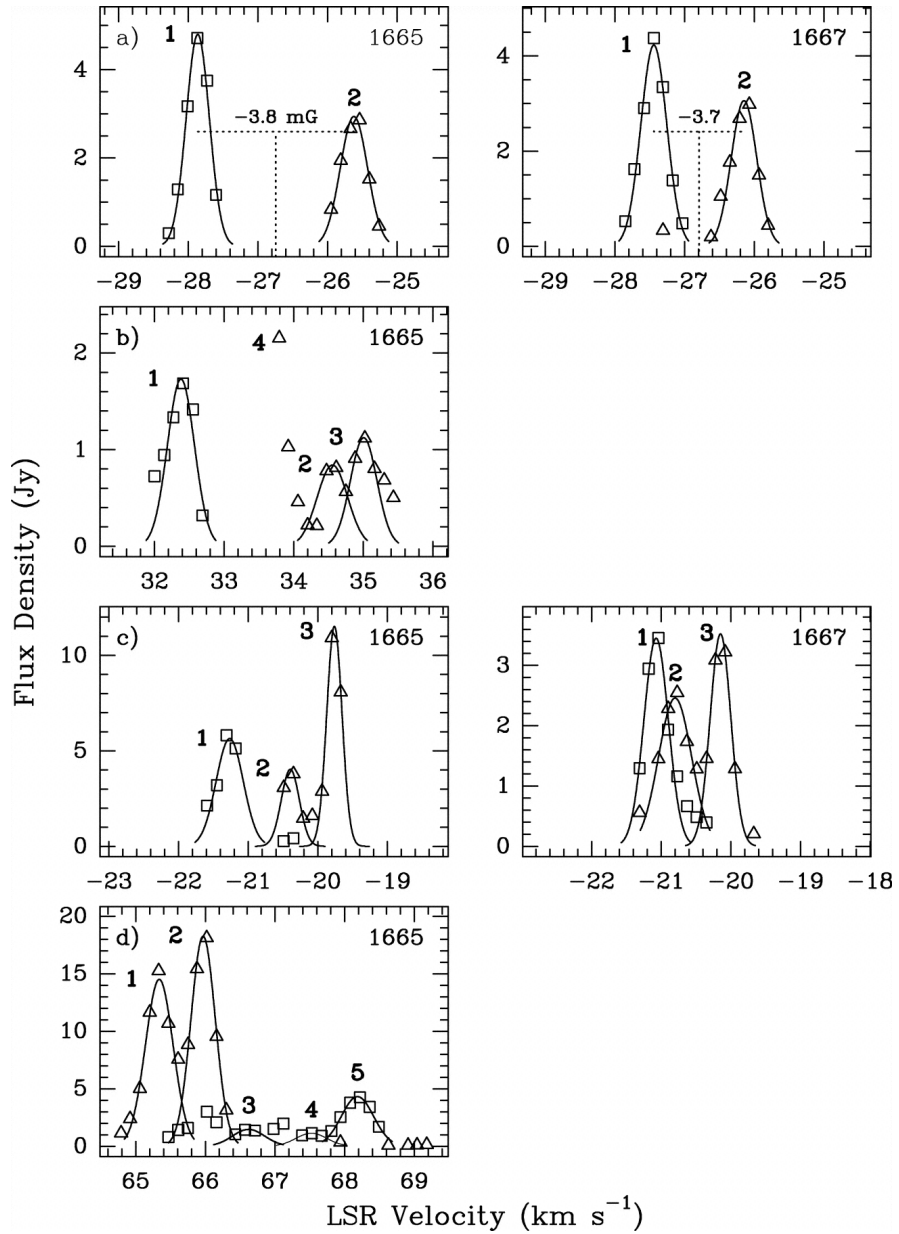 a) 1 1665
2
−3.8 mG
4
2
0
−29 −28 −27 −26 −25
1667
1
2
−3.7
4
2
0
−29 −28 −27 −26 −25
b) 4 1665
1
3
2
2
1
0
32 33 34 35 36
c) 3 1665
1
2
10
5
0
−23 −22 −21 −20 −19
1 3 1667
2
3
2
1
0
−22 −21 −20 −19 −18
d) 2 1665
1
5
3 4
20
15
10
5
0
65 66 67 68 69
Flux Density (Jy)
LSR Velocity (km s⁻¹)